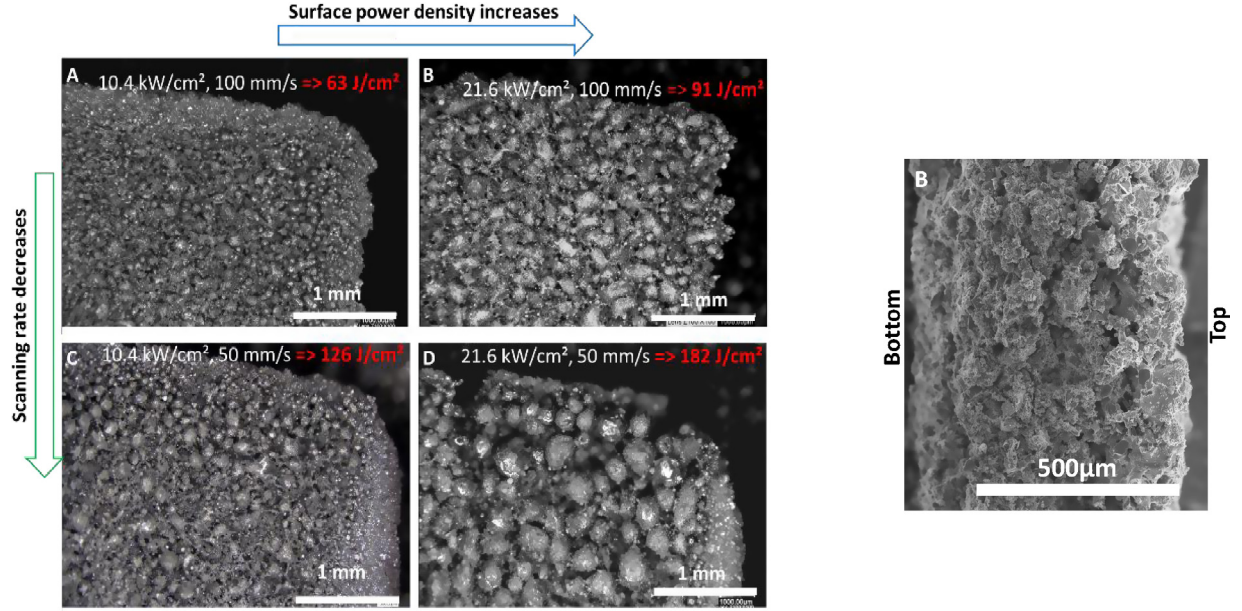 Surface power density increases
Scanning rate decreases
A
10.4 kW/cm², 100 mm/s => 63 J/cm²
1 mm
B
21.6 kW/cm², 100 mm/s => 91 J/cm²
1 mm
C
10.4 kW/cm², 50 mm/s => 126 J/cm²
1 mm
D
21.6 kW/cm², 50 mm/s => 182 J/cm²
1 mm
1000.00µm
B
Bottom
Top
500µm